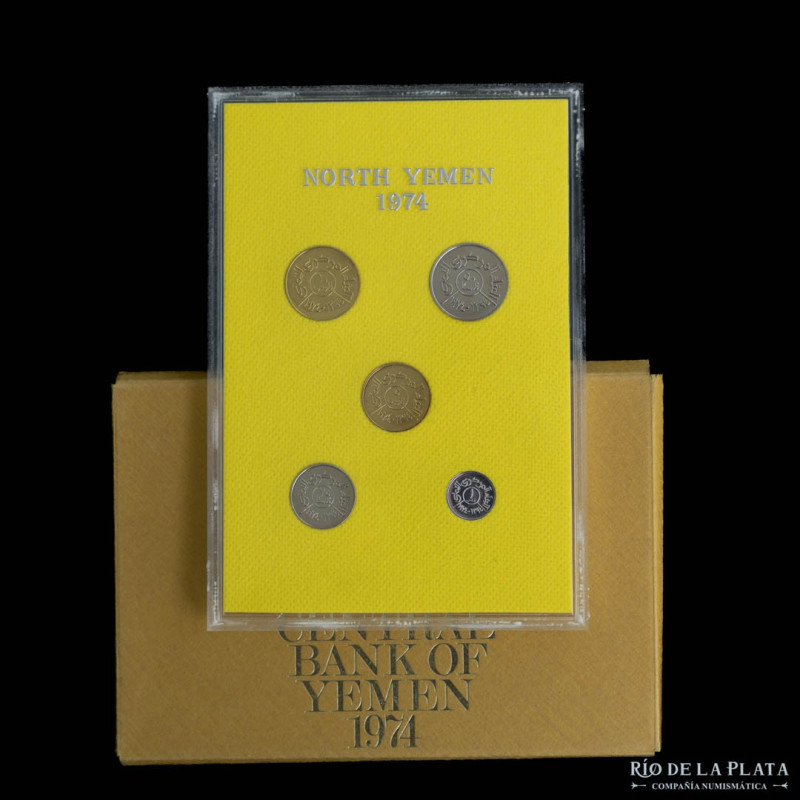 NORTH YEMEN
1974
CENTRAL
BANK OF
YEMEN
1974
RÍO DE LA PLATA
COMPAÑÍA NUMISMÁTICA